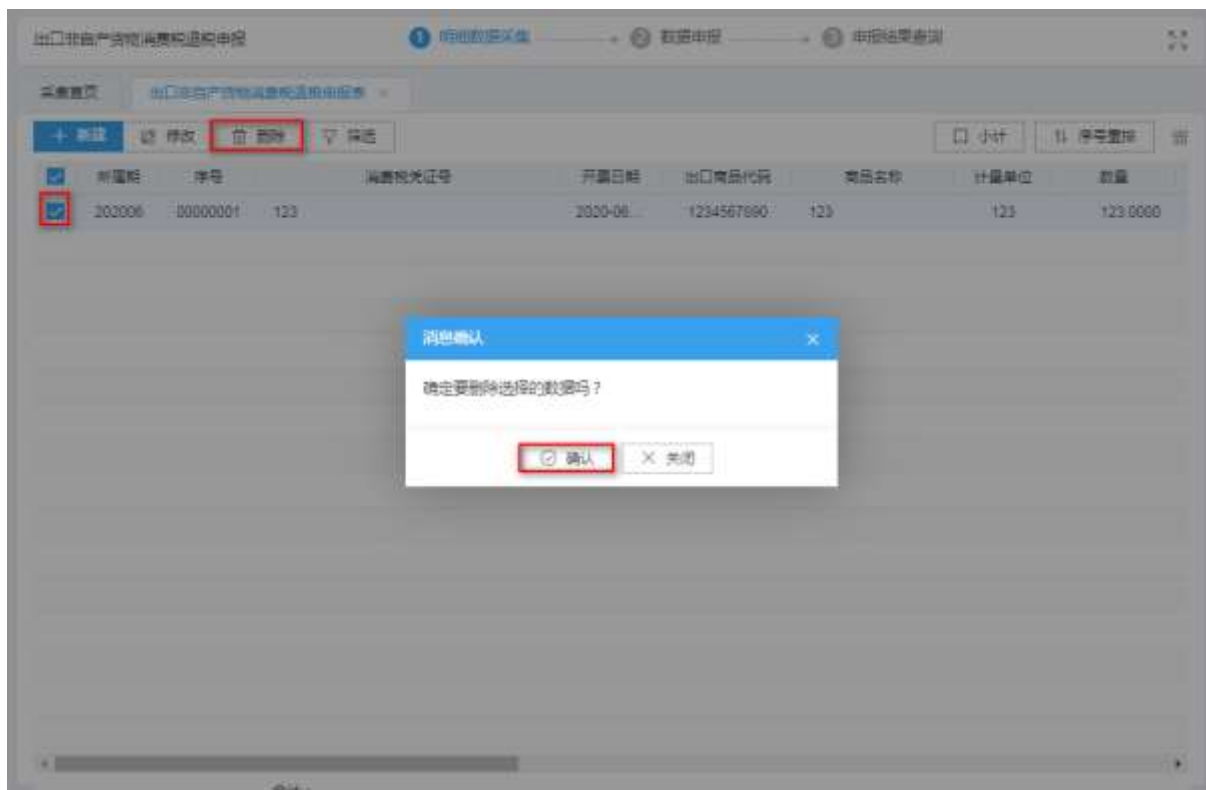 出口非自产货物消费税退税申报 1 明细数据采集 2 数据申报 3 申报结果查询
采集首页 出口非自产货物消费税退税申报表 ×
+ 新建 修改 删除 筛选 小计 序号重排
所属期 序号 消费税凭证号 开票日期 出口商品代码 商品名称 计量单位 数量
202006 00000001 123 2020-06... 1234567890 123 123 123.0000
消息确认 ×
确定要删除选择的数据吗？
确认 × 关闭